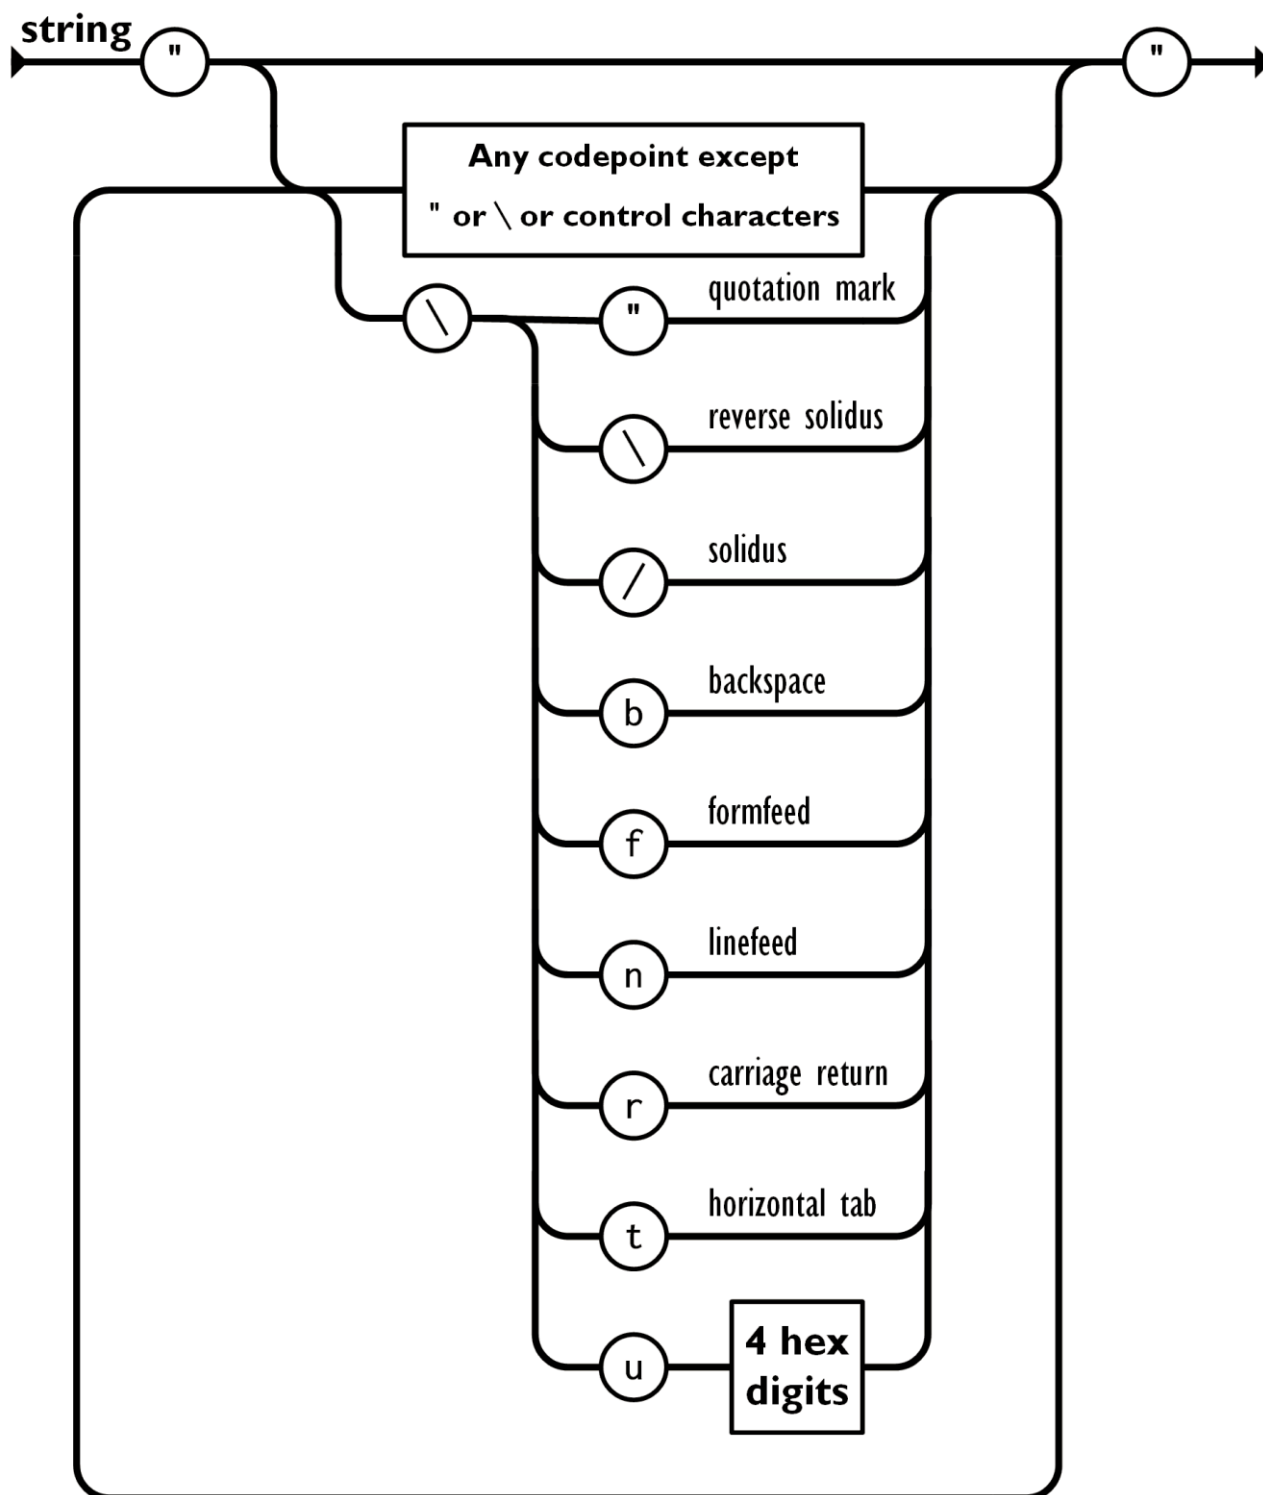 string
"
"
Any codepoint except
" or \ or control characters
\
" quotation mark
\ reverse solidus
/ solidus
b backspace
f formfeed
n linefeed
r carriage return
t horizontal tab
u 4 hex
digits